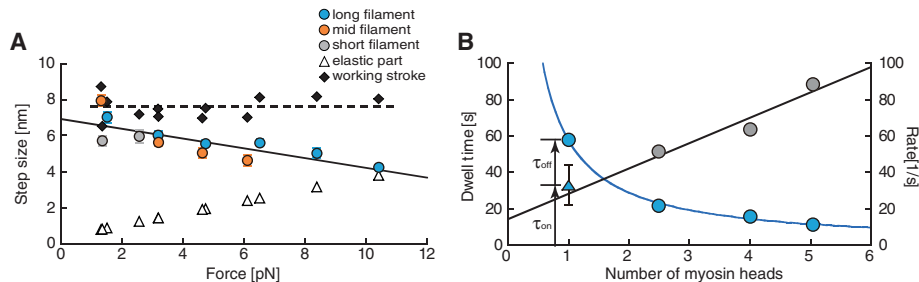 A
long filament
mid filament
short filament
elastic part
working stroke
10
8
6
4
2
0
Step size [nm]
0 2 4 6 8 10 12
Force [pN]
B
100
80
60
40
20
0
Dwell time [s]
τoff
τon
100
80
60
40
20
0
Rate[1/s]
0 1 2 3 4 5 6
Number of myosin heads